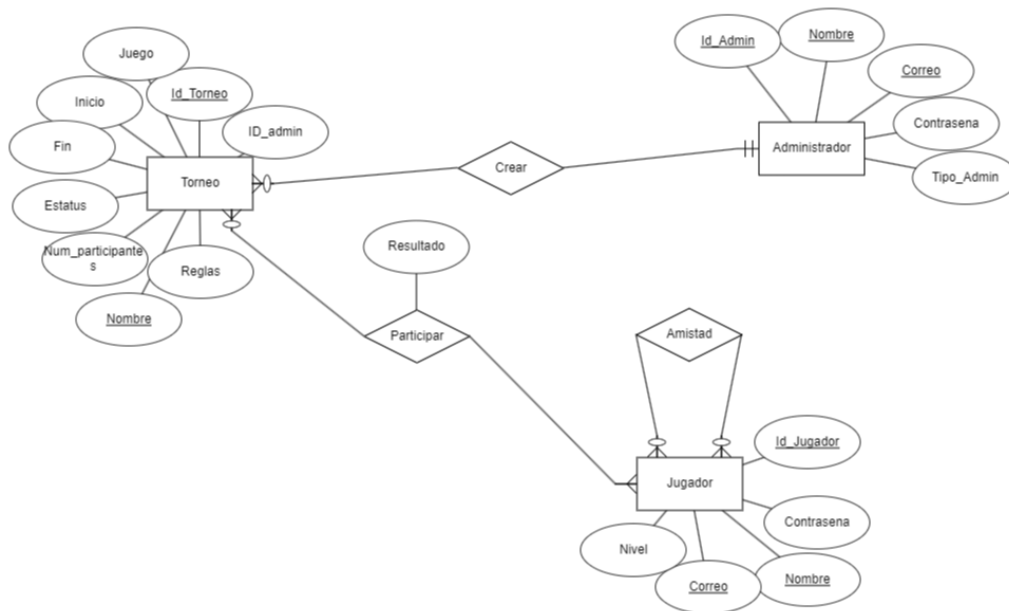 Juego
Id_Torneo
Inicio
ID_admin
Fin
Torneo
Estatus
Num_participante
s
Reglas
Nombre
Crear
Id_Admin
Nombre
Correo
Contrasena
Administrador
Tipo_Admin
Resultado
Participar
Amistad
Id_Jugador
Jugador
Contrasena
Nivel
Correo
Nombre